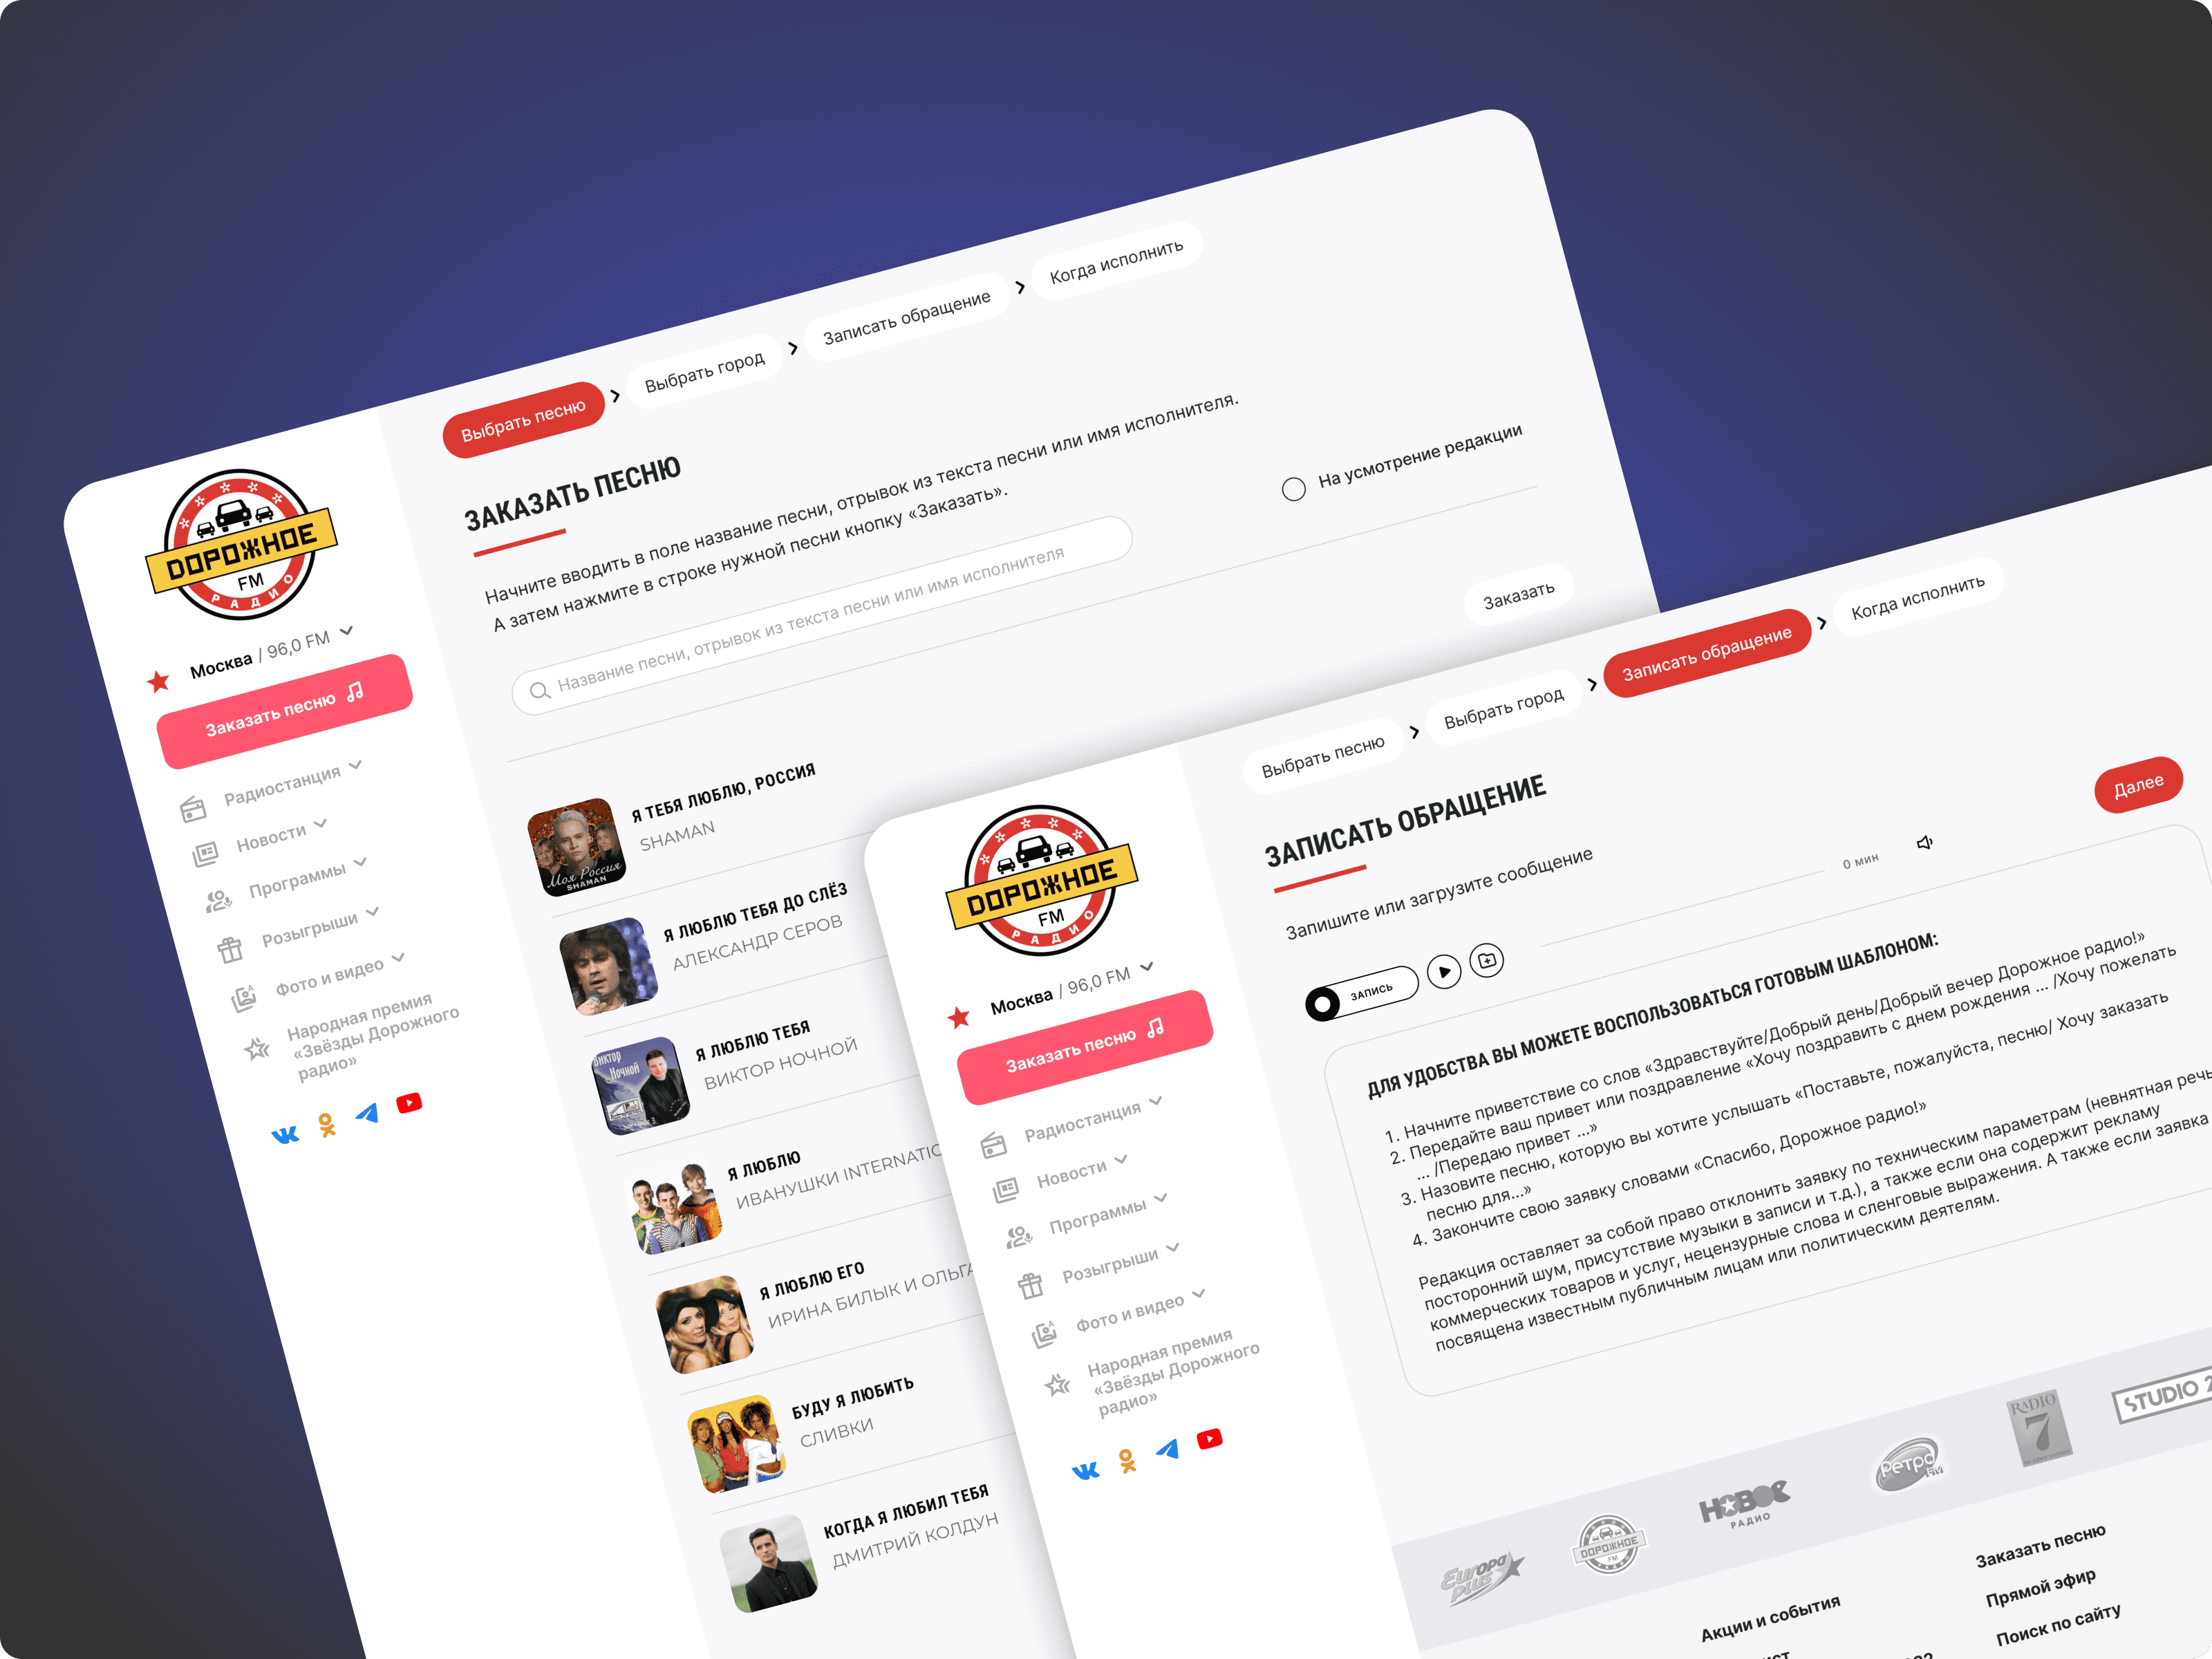 Выбрать песню
Выбрать город
Записать обращение
Когда исполнить
ДОРОЖНОЕ
FM
РАДИО
Москва / 96,0 FM
Заказать песню
Радиостанция
Новости
Программы
Розыгрыши
Фото и видео
Народная премия
«Звёзды Дорожного
радио»
ЗАКАЗАТЬ ПЕСНЮ
Начните вводить в поле название песни, отрывок из текста песни или имя исполнителя.
А затем нажмите в строке нужной песни кнопку «Заказать».
Название песни, отрывок из текста песни или имя исполнителя
На усмотрение редакции
Заказать
Моя Россия
SHAMAN
Я ТЕБЯ ЛЮБЛЮ, РОССИЯ
SHAMAN
Я ЛЮБЛЮ ТЕБЯ ДО СЛЁЗ
АЛЕКСАНДР СЕРОВ
Виктор
Ночной
Я ЛЮБЛЮ ТЕБЯ
ВИКТОР НОЧНОЙ
Я ЛЮБЛЮ
ИВАНУШКИ INTERNATIO
Я ЛЮБЛЮ ЕГО
ИРИНА БИЛЫК И ОЛЬГА
БУДУ Я ЛЮБИТЬ
СЛИВКИ
КОГДА Я ЛЮБИЛ ТЕБЯ
ДМИТРИЙ КОЛДУН
Выбрать песню
Выбрать город
Записать обращение
Когда исполнить
ДОРОЖНОЕ
FM
РАДИО
Москва / 96,0 FM
Заказать песню
Радиостанция
Новости
Программы
Розыгрыши
Фото и видео
Народная премия
«Звёзды Дорожного
радио»
ЗАПИСАТЬ ОБРАЩЕНИЕ
Далее
Запишите или загрузите сообщение
ЗАПИСЬ
0 мин
ДЛЯ УДОБСТВА ВЫ МОЖЕТЕ ВОСПОЛЬЗОВАТЬСЯ ГОТОВЫМ ШАБЛОНОМ:
1. Начните приветствие со слов «Здравствуйте/Добрый день/Добрый вечер Дорожное радио!»
2. Передайте ваш привет или поздравление «Хочу поздравить с днем рождения ... /Хочу пожелать
... /Передаю привет ...»
3. Назовите песню, которую вы хотите услышать «Поставьте, пожалуйста, песню/ Хочу заказать
песню для...»
4. Закончите свою заявку словами «Спасибо, Дорожное радио!»
Редакция оставляет за собой право отклонить заявку по техническим параметрам (невнятная речь
посторонний шум, присутствие музыки в записи и т.д.), а также если она содержит рекламу
коммерческих товаров и услуг, нецензурные слова и сленговые выражения. А также если заявка
посвящена известным публичным лицам или политическим деятелям.
Europa
plus
ДОРОЖНОЕ
FM
НОВОЕ
РАДИО
РЕТРО
FM
RADIO
7
STUDIO 2
Акции и события
Заказать песню
Прямой эфир
Поиск по сайту